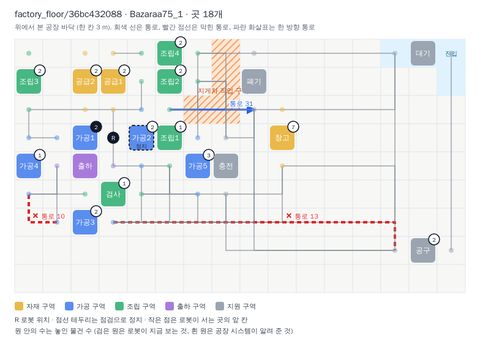 factory_floor/36bc432088 · Bazaraa75_1 · 곳 18개
위에서 본 공장 바닥 (한 칸 3 m). 회색 선은 통로, 빨간 점선은 막힌 통로, 파란 화살표는 한 방향 통로
조립4 2
대기
진입
조립3 2
공급2 2
공급1 2
조립2 2
폐기
지게차 작업 구
통로 31
가공1 2
R
가공2 2
조립1 2
창고 7
가공4 1
출하
가공5 3
충전
검사 1
✕ 통로 10
가공3 2
✕ 통로 13
공구 2
자재 구역
가공 구역
조립 구역
출하 구역
지원 구역
R 로봇 위치 · 점선 테두리는 점검으로 정지 · 작은 점은 로봇이 서는 곳의 앞 칸
원 안의 수는 놓인 물건 수 (검은 원은 로봇이 지금 보는 것, 흰 원은 공장 시스템이 알려 준 것)